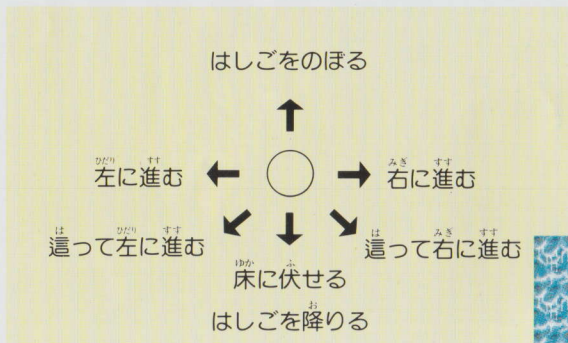 はしごをのぼる
左に進む
右に進む
這って左に進む
這って右に進む
床に伏せる
はしごを降りる